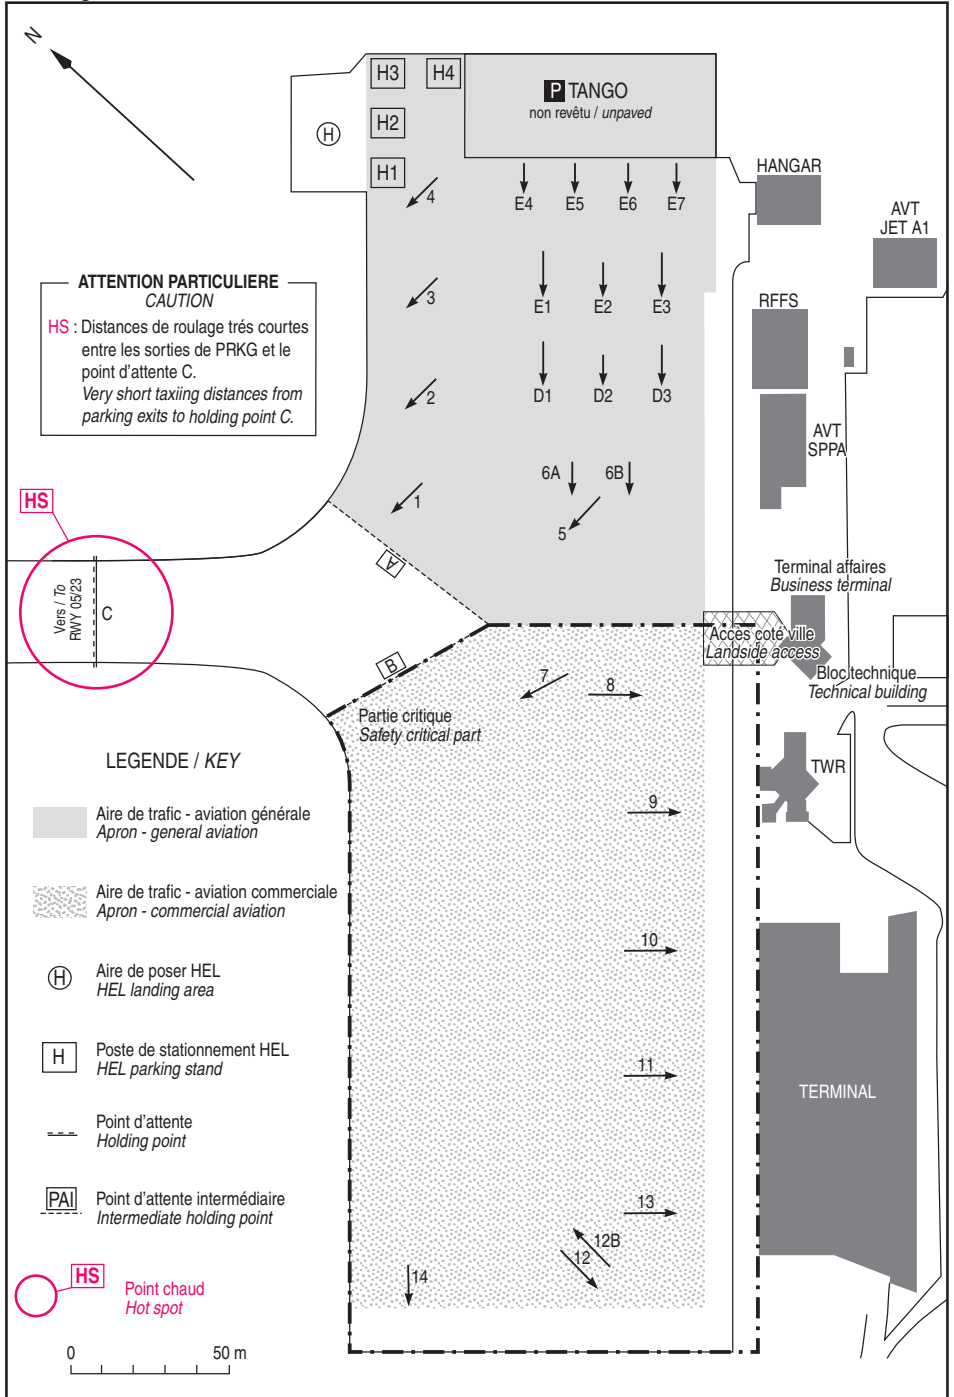 N
H3
H4
P TANGO
non revêtu / unpaved
H
H2
H1
HANGAR
4
E4
E5
E6
E7
AVT
JET A1
ATTENTION PARTICULIERE
CAUTION
HS : Distances de roulage trés courtes
entre les sorties de PRKG et le
point d'attente C.
Very short taxiing distances from
parking exits to holding point C.
3
E1
E2
E3
RFFS
2
D1
D2
D3
AVT
SPPA
6A
6B
1
5
HS
A
Vers / To
RWY 05/23
C
Terminal affaires
Business terminal
Accès coté ville
Landside access
B
7
8
Bloc technique
Technical building
Partie critique
Safety critical part
LEGENDE / KEY
TWR
Aire de trafic - aviation générale
Apron - general aviation
9
Aire de trafic - aviation commerciale
Apron - commercial aviation
10
H
Aire de poser HEL
HEL landing area
H
Poste de stationnement HEL
HEL parking stand
11
TERMINAL
Point d'attente
Holding point
PAI
Point d'attente intermédiaire
Intermediate holding point
13
12B
12
14
HS
Point chaud
Hot spot
0
50 m